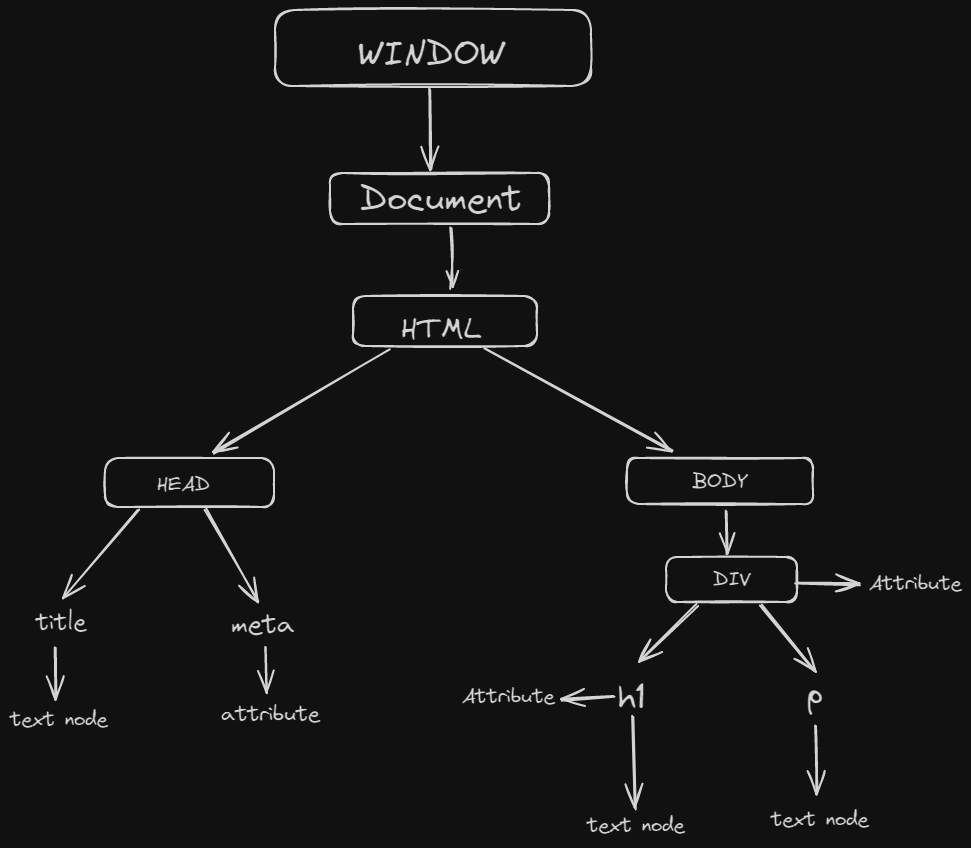 WINDOW
Document
HTML
HEAD
BODY
DIV
Attribute
title
meta
Attribute
h1
p
text node
attribute
text node
text node